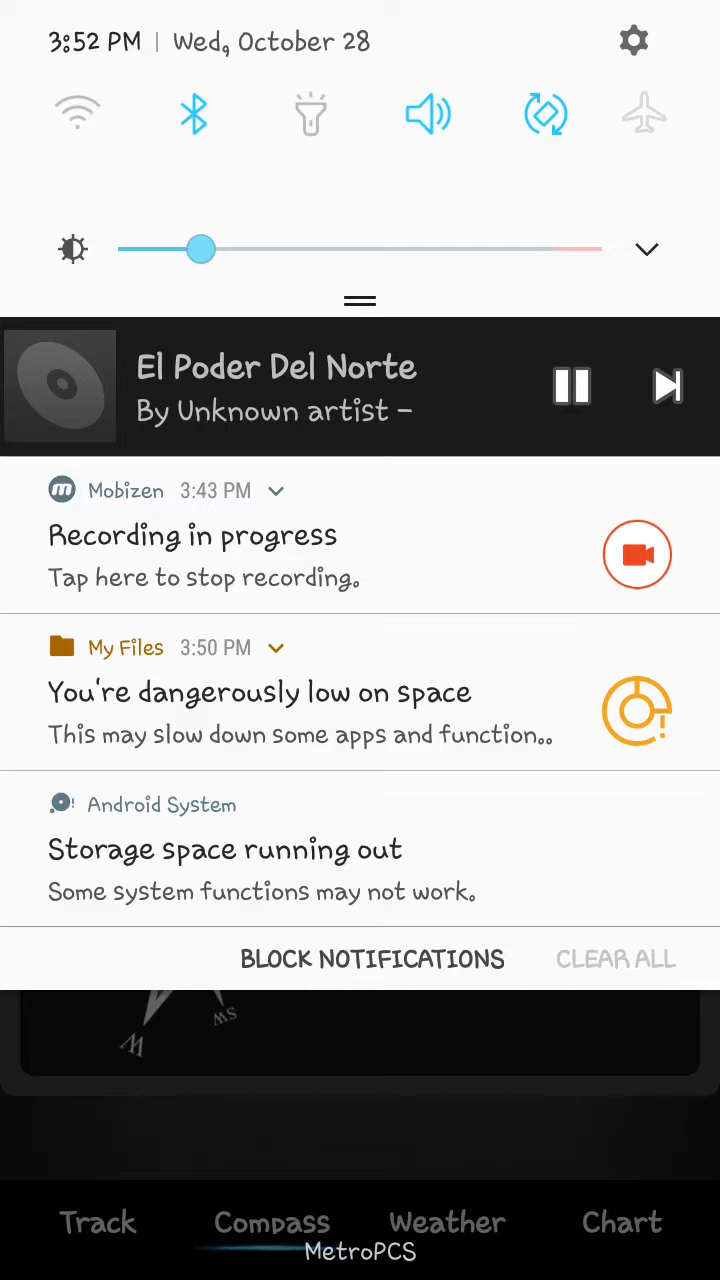 3:52 PM | Wed, October 28
El Poder Del Norte
By Unknown artist –
Mobizen 3:43 PM
Recording in progress
Tap here to stop recording.
My Files 3:50 PM
You're dangerously low on space
This may slow down some apps and function..
Android System
Storage space running out
Some system functions may not work.
BLOCK NOTIFICATIONS CLEAR ALL
W SW
Track Compass Weather Chart
MetroPCS